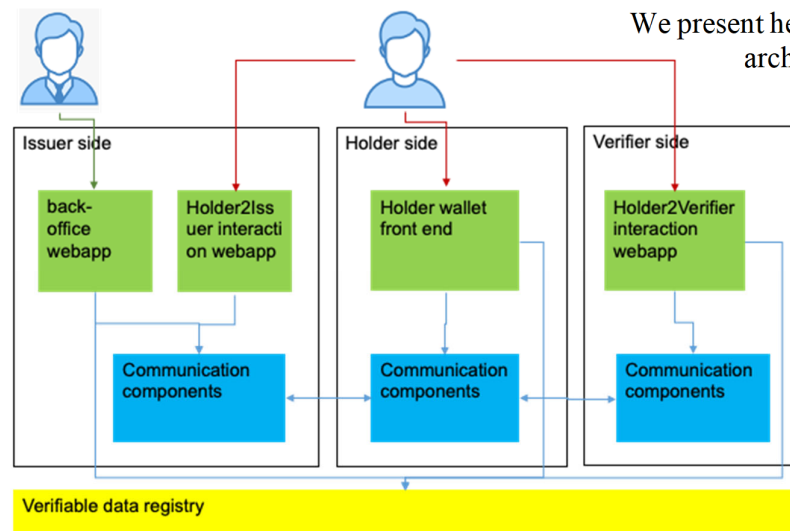 We present he
arch
Issuer side
Holder side
Verifier side
back-
office
webapp
Holder2Iss
uer interacti
on webapp
Holder wallet
front end
Holder2Verifier
interaction
webapp
Communication
components
Communication
components
Communication
components
Verifiable data registry